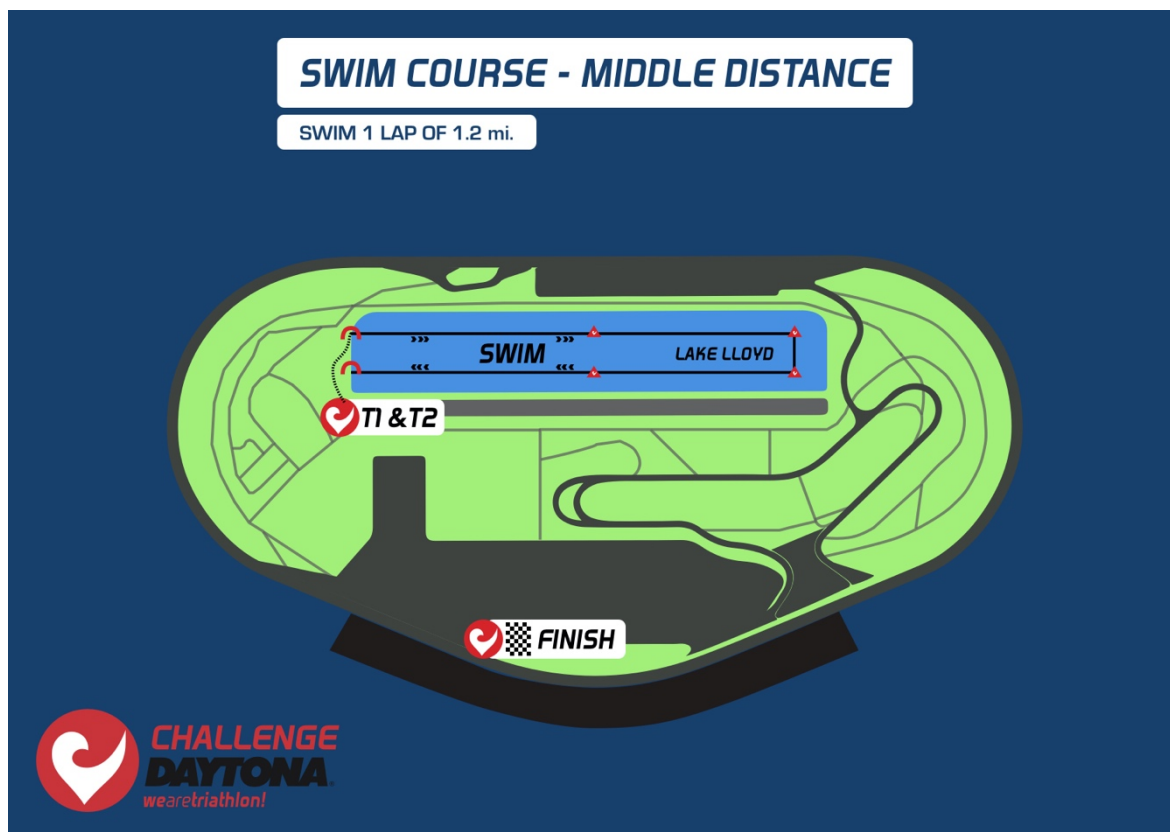 SWIM COURSE - MIDDLE DISTANCE
SWIM 1 LAP OF 1.2 mi.
SWIM
LAKE LLOYD
T1 & T2
FINISH
CHALLENGE
DAYTONA®
wearetriathlon!